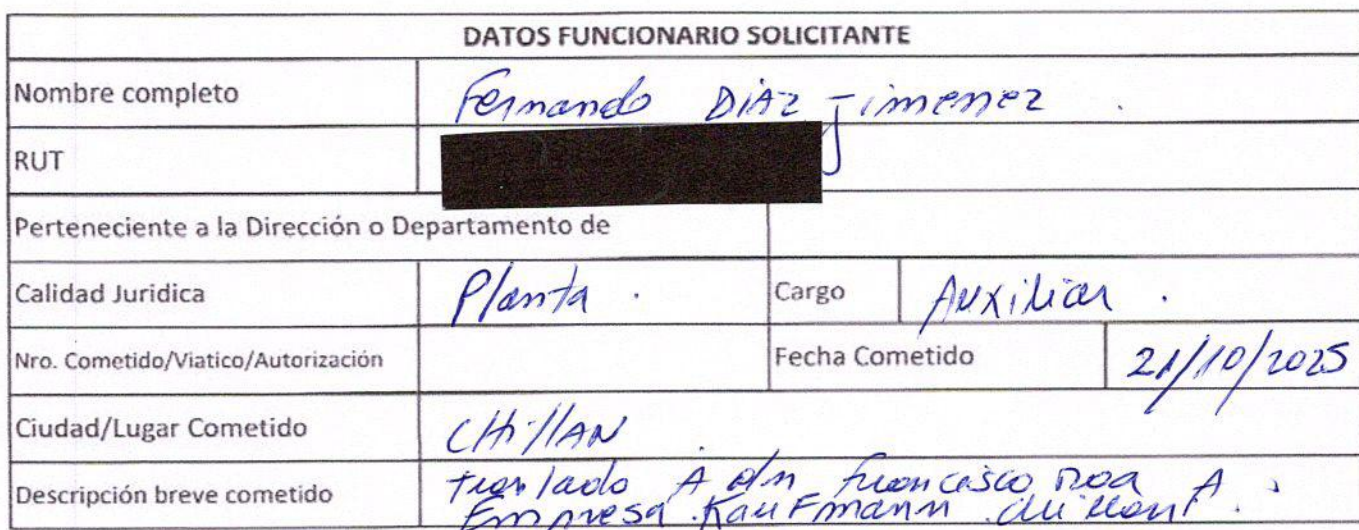 DATOS FUNCIONARIO SOLICITANTE
Nombre completo Fernando DIAZ Jimenez.
RUT
Perteneciente a la Dirección o Departamento de
Calidad Juridica Planta. Cargo Auxiliar.
Nro. Cometido/Viatico/Autorización Fecha Cometido 21/10/2025
Ciudad/Lugar Cometido CHillAN.
Descripción breve cometido Traslado A dn Francisco Roa A
Empresa Kaufmann chillan.